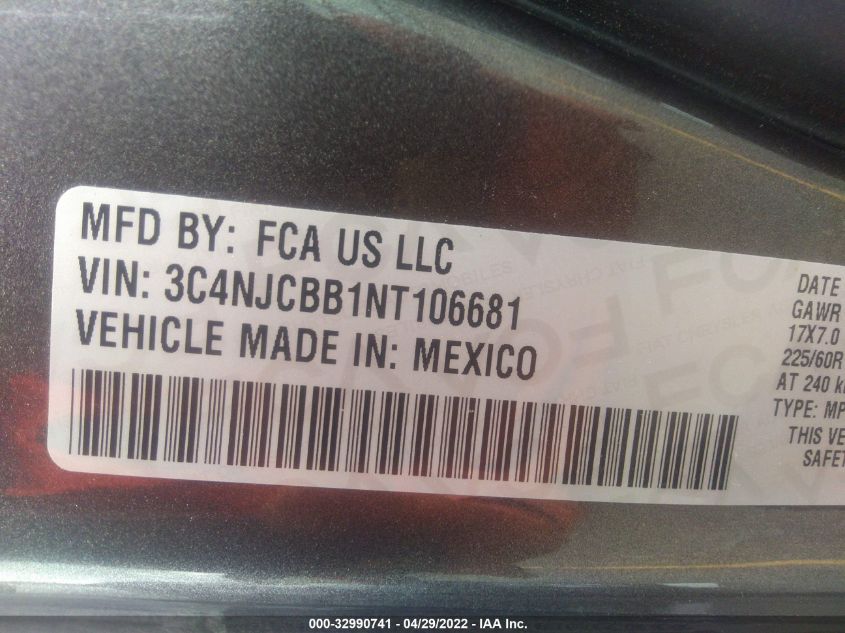 MFD BY: FCA US LLC
VIN: 3C4NJCBB1NT106681
VEHICLE MADE IN: MEXICO
DATE
GAWR
17X7.0
225/60R
AT 240
TYPE: MP
THIS VE
SAFET
000-32990741 - 04/29/2022 - IAA Inc.